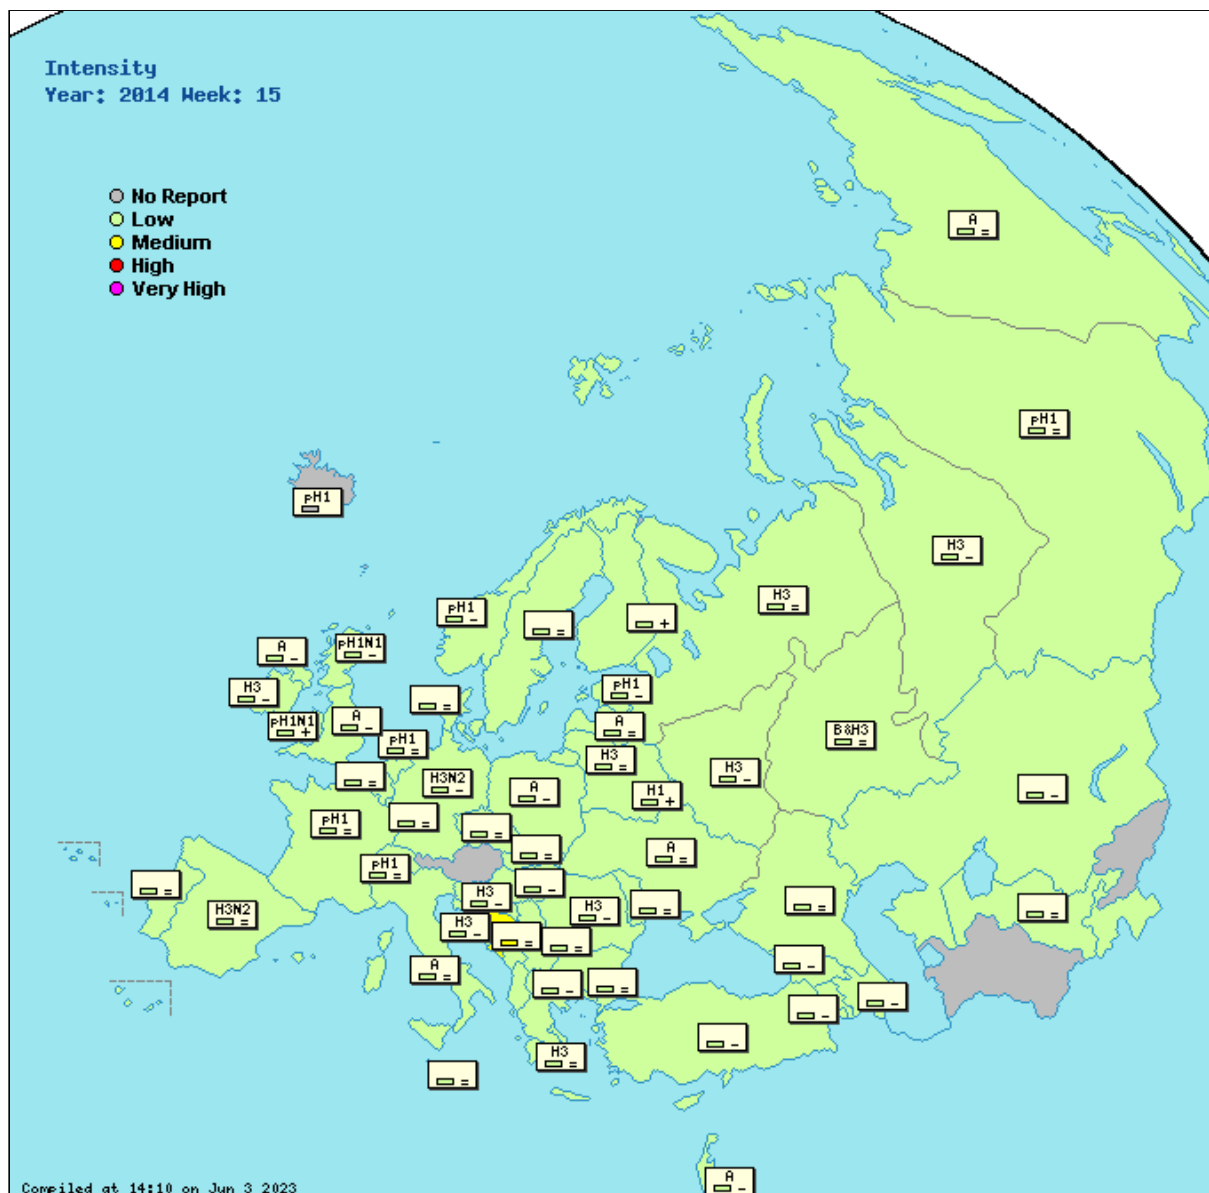 Intensity
Year: 2014 Week: 15
No Report
Low
Medium
High
Very High
A
=
pH1
=
pH1
H3
-
H3
=
pH1
-
=
+
A
-
pH1N1
-
H3
-
pH1
-
=
pH1N1
+
A
-
A
=
pH1
=
B&H3
=
H3
=
H3
-
=
H3N2
-
A
-
H1
+
-
pH1
=
=
=
=
A
=
pH1
=
-
=
H3
-
=
H3N2
=
H3
-
=
=
H3
-
=
=
A
=
-
-
=
-
-
-
H3
=
=
A
-
Compiled at 14:10 on Jun 3 2023